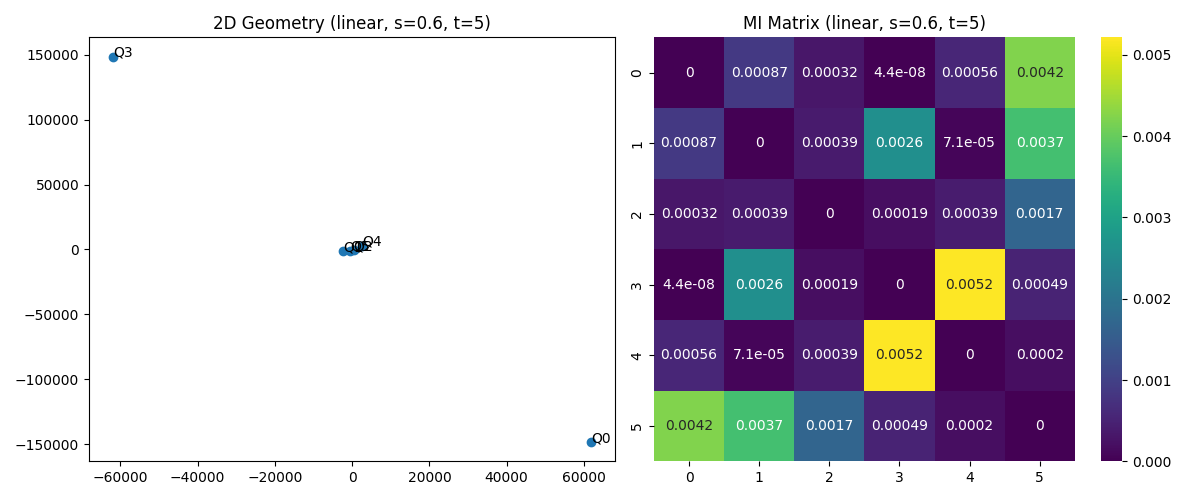 2D Geometry (linear, s=0.6, t=5)
150000
100000
50000
0
−50000
−100000
−150000
−60000 −40000 −20000 0 20000 40000 60000
Q3
Q4
Q0
MI Matrix (linear, s=0.6, t=5)
0 0 0.00087 0.00032 4.4e-08 0.00056 0.0042
1 0.00087 0 0.00039 0.0026 7.1e-05 0.0037
2 0.00032 0.00039 0 0.00019 0.00039 0.0017
3 4.4e-08 0.0026 0.00019 0 0.0052 0.00049
4 0.00056 7.1e-05 0.00039 0.0052 0 0.0002
5 0.0042 0.0037 0.0017 0.00049 0.0002 0
0 1 2 3 4 5
0.005
0.004
0.003
0.002
0.001
0.000